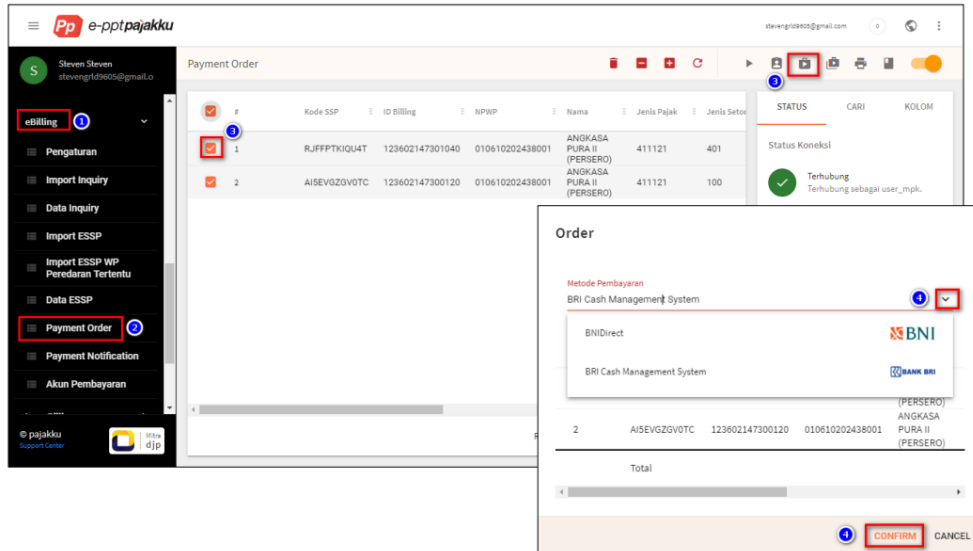 Pp e-pptpajakku
stevengrld9605@gmail.com
0
S
Steven Steven
stevengrld9605@gmail.c
eBilling
1
Pengaturan
Import Inquiry
Data Inquiry
Import ESSP
Import ESSP WP
Peredaran Tertentu
Data ESSP
Payment Order
2
Payment Notification
Akun Pembayaran
© pajakku
Support Center
Mitra
djp
Payment Order
3
# Kode SSP ID Billing NPWP Nama Jenis Pajak Jenis Setor
3
1 RJFFPTKIQU4T 123602147301040 010610202438001 ANGKASA PURA II (PERSERO) 411121 401
2 AI5EVGZGV0TC 123602147300120 010610202438001 ANGKASA PURA II (PERSERO) 411121 100
STATUS CARI KOLOM
Status Koneksi
Terhubung
Terhubung sebagai user_mpk.
Order
Metode Pembayaran
BRI Cash Management System
4
BNIDirect
BNI
BRI Cash Management System
BANK BRI
(PERSERO)
2 AI5EVGZGV0TC 123602147300120 010610202438001 ANGKASA PURA II (PERSERO)
Total
4
CONFIRM CANCEL